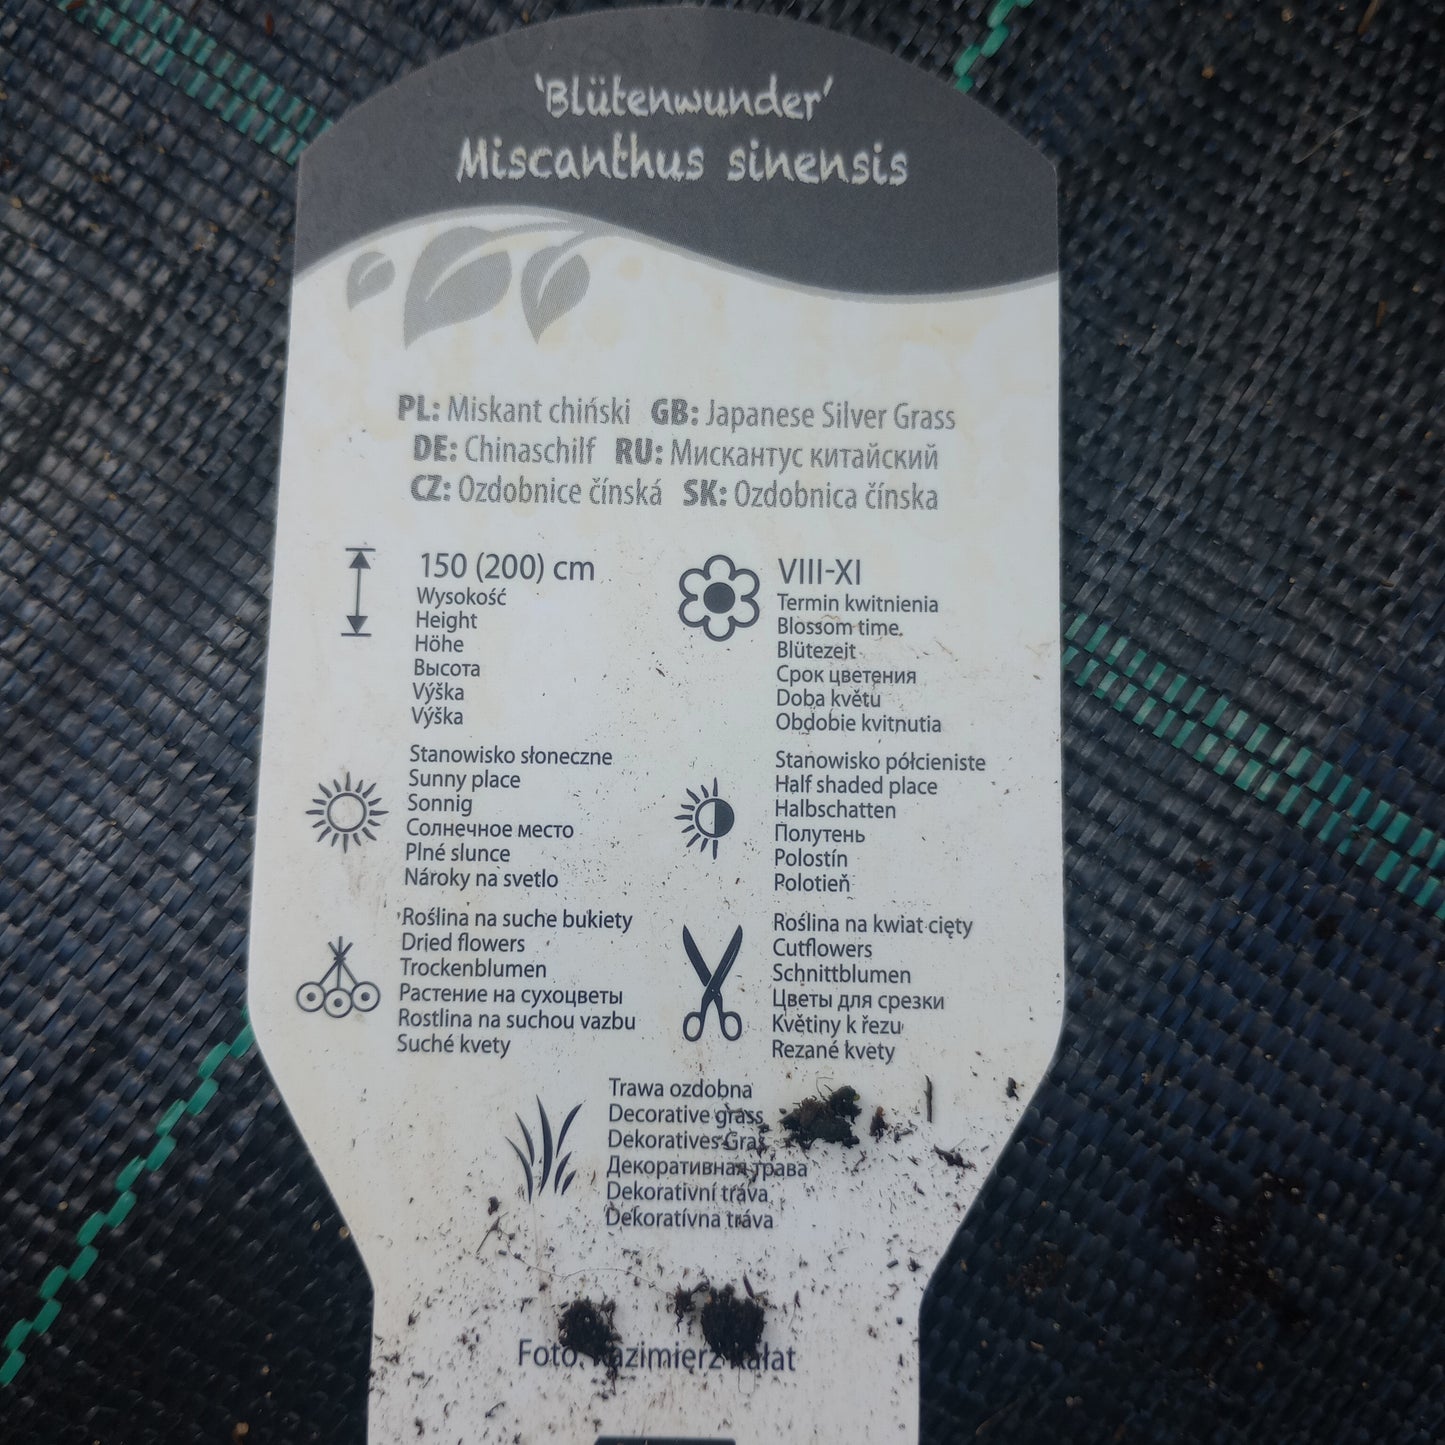 'Blütenwunder'
Miscanthus sinensis
PL: Miskant chiński GB: Japanese Silver Grass
DE: Chinaschilf RU: Мискантус китайский
CZ: Ozdobnice čínská SK: Ozdobnica čínska
150 (200) cm
Wysokość
Height
Höhe
Высота
Výška
Výška
VIII-XI
Termin kwitnienia
Blossom time
Blütezeit
Срок цветения
Doba květu
Obdobie kvitnutia
Stanowisko słoneczne
Sunny place
Sonnig
Солнечное место
Plné slunce
Nároky na svetlo
Stanowisko półcieniste
Half shaded place
Halbschatten
Полутень
Polostín
Polotieň
Roślina na suche bukiety
Dried flowers
Trockenblumen
Растение на сухоцветы
Rostlina na suchou vazbu
Suché kvety
Roślina na kwiat cięty
Cutflowers
Schnittblumen
Цветы для срезки
Květiny k řezu
Rezané kvety
Trawa ozdobna
Decorative grass
Dekoratives Gras
Декоративная трава
Dekorativní tráva
Dekoratívna tráva
Foto: Kazimierz